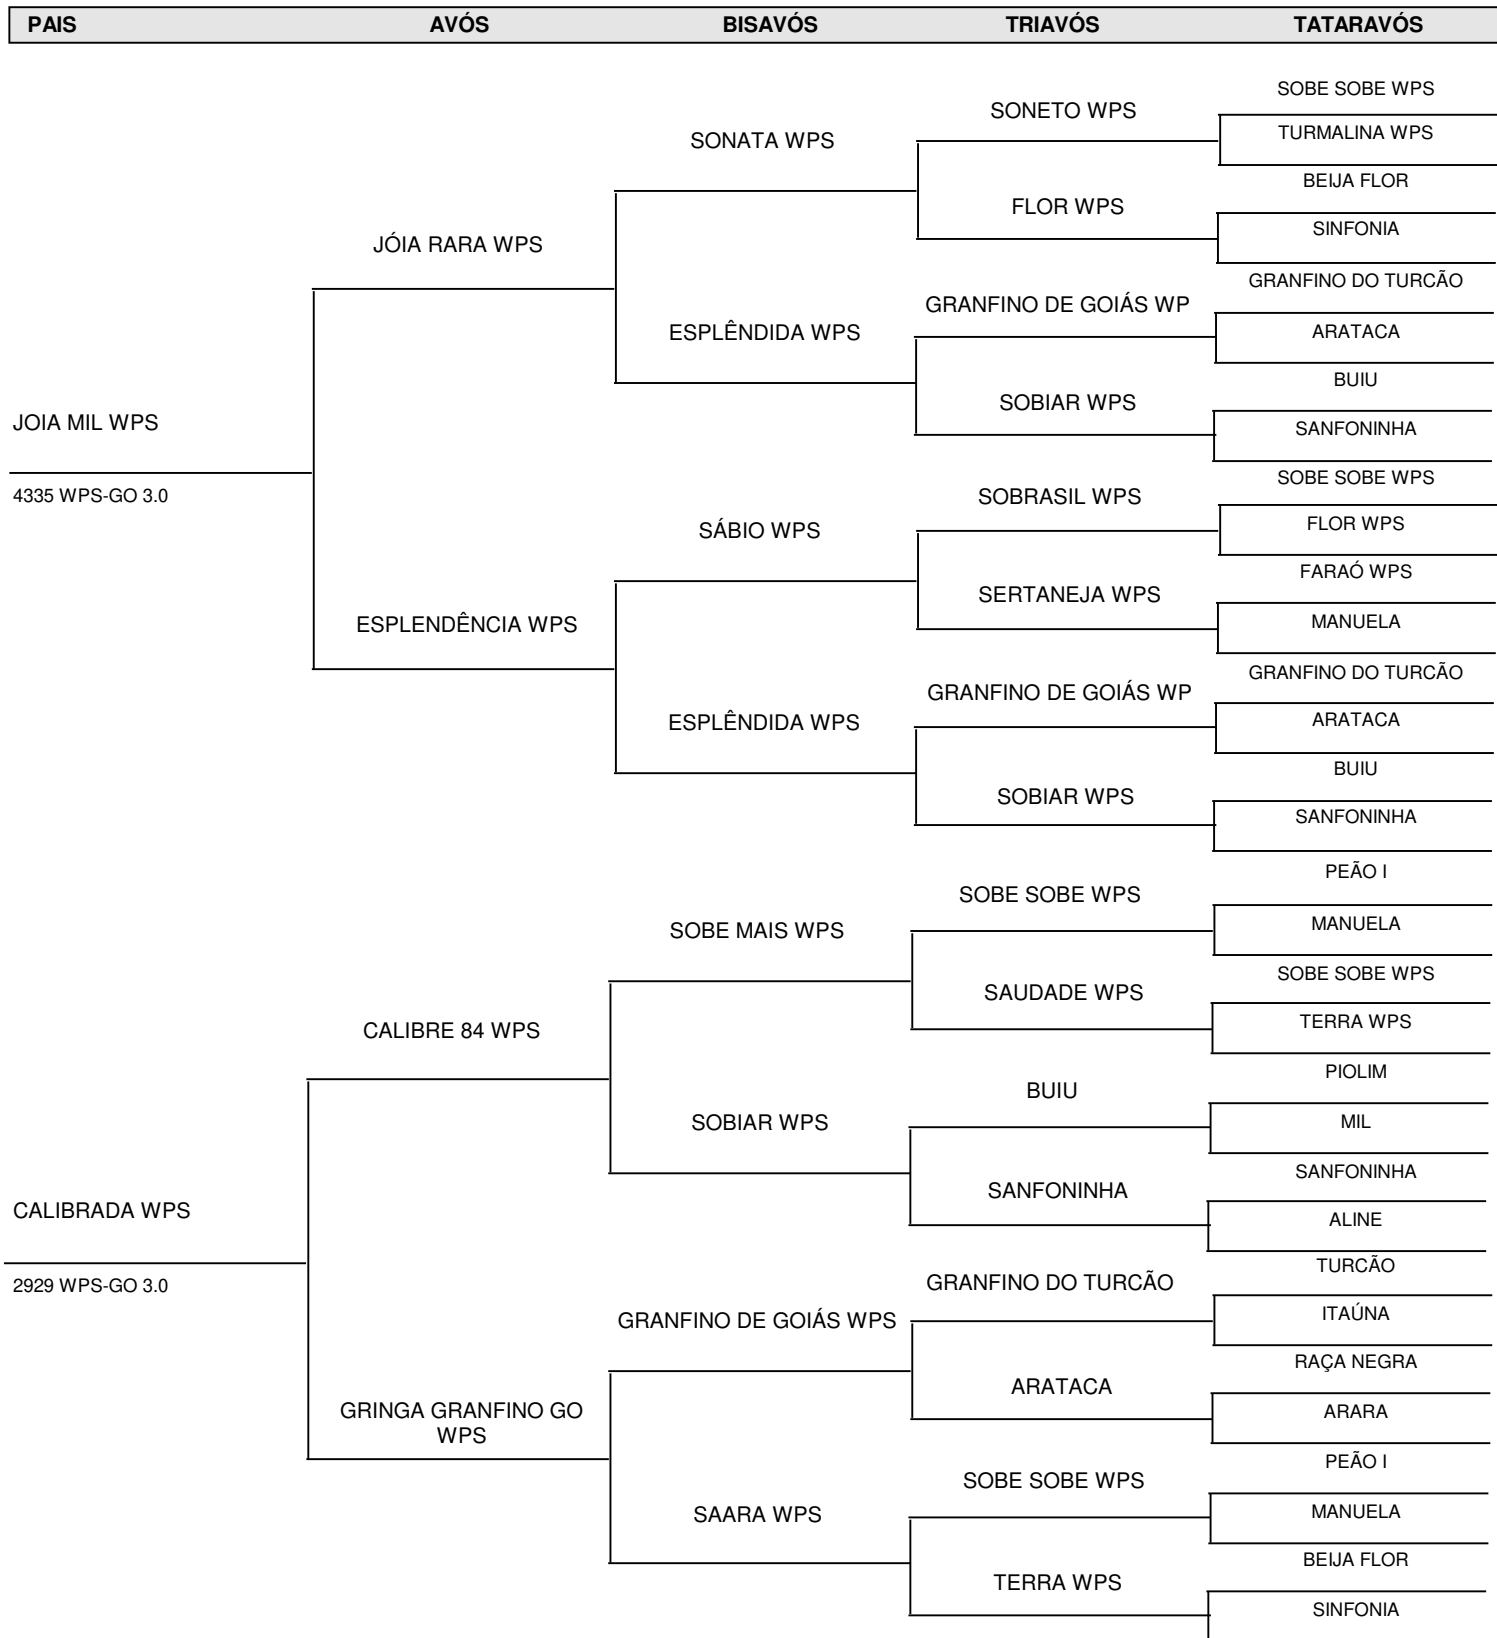 PAIS AVÓS BISAVÓS TRIAVÓS TATARAVÓS
SOBE SOBE WPS
SONETO WPS
TURMALINA WPS
SONATA WPS
BEIJA FLOR
FLOR WPS
SINFONIA
JÓIA RARA WPS
GRANFINO DO TURCÃO
GRANFINO DE GOIÁS WP
ESPLÊNDIDA WPS
ARATACA
BUIU
SOBIAR WPS
JOIA MIL WPS
SANFONINHA
SOBE SOBE WPS
4335 WPS-GO 3.0
SOBRASIL WPS
FLOR WPS
SÁBIO WPS
FARAÓ WPS
SERTANEJA WPS
MANUELA
ESPLENDÊNCIA WPS
GRANFINO DO TURCÃO
GRANFINO DE GOIÁS WP
ARATACA
ESPLÊNDIDA WPS
BUIU
SOBIAR WPS
SANFONINHA
PEÃO I
SOBE SOBE WPS
MANUELA
SOBE MAIS WPS
SOBE SOBE WPS
SAUDADE WPS
TERRA WPS
CALIBRE 84 WPS
PIOLIM
BUIU
MIL
SOBIAR WPS
SANFONINHA
SANFONINHA
CALIBRADA WPS
ALINE
TURCÃO
2929 WPS-GO 3.0
GRANFINO DO TURCÃO
ITAÚNA
GRANFINO DE GOIÁS WPS
RAÇA NEGRA
ARATACA
GRINGA GRANFINO GO
WPS
ARARA
PEÃO I
SOBE SOBE WPS
MANUELA
SAARA WPS
BEIJA FLOR
TERRA WPS
SINFONIA